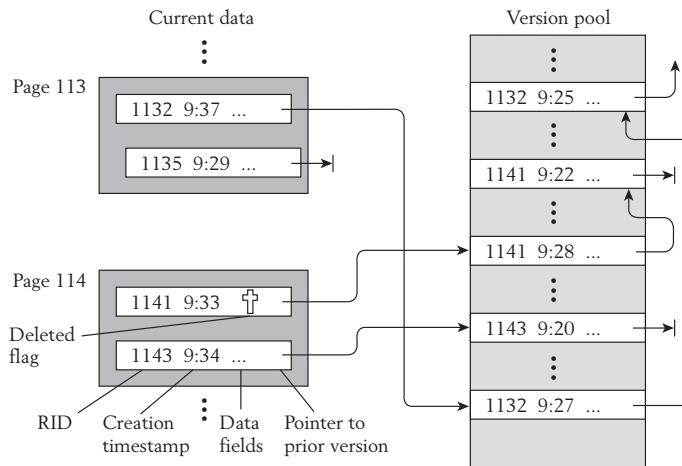 Current data
Page 113
1132 9:37 ...
1135 9:29 ...
Page 114
1141 9:33
1143 9:34 ...
Deleted
flag
RID
Creation
timestamp
Data
fields
Pointer to
prior version
Version pool
1132 9:25 ...
1141 9:22 ...
1141 9:28 ...
1143 9:20 ...
1132 9:27 ...